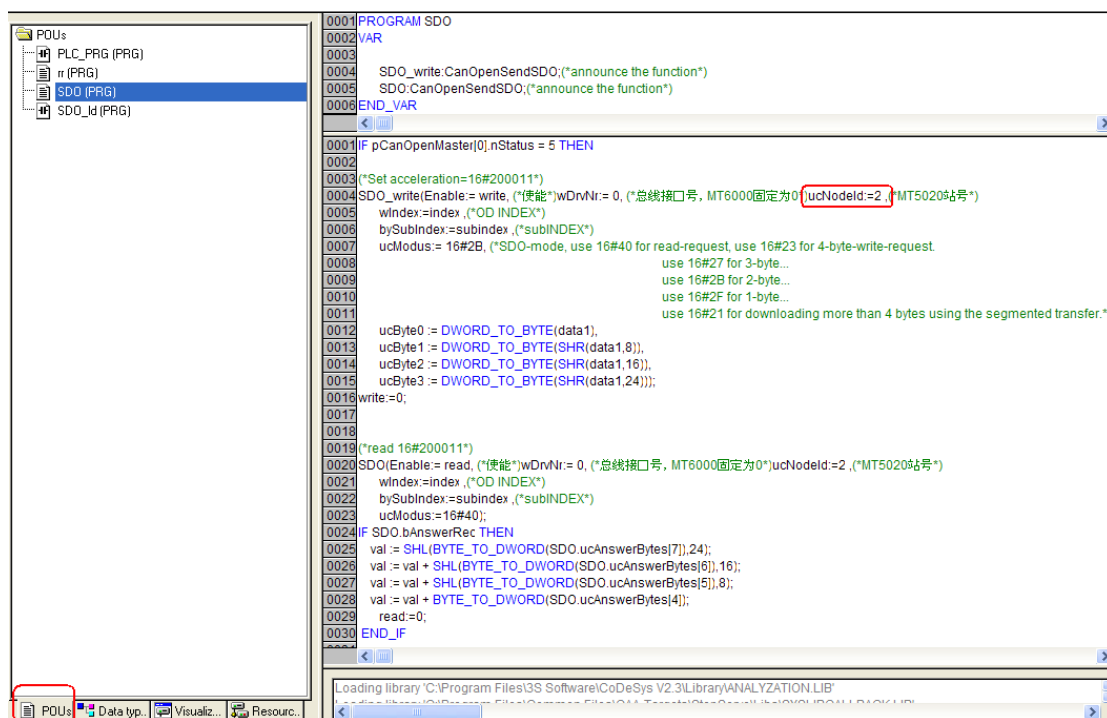 POUs
PLC_PRG (PRG)
rr (PRG)
SDO (PRG)
SDO_ld (PRG)
0001 PROGRAM SDO
0002 VAR
0003
0004 SDO_write:CanOpenSendSDO;(*announce the function*)
0005 SDO:CanOpenSendSDO;(*announce the function*)
0006 END_VAR
0001 IF pCanOpenMaster[0].nStatus = 5 THEN
0002
0003 (*Set acceleration=16#200011*)
0004 SDO_write(Enable:= write, (*使能*)wDrvNr:= 0, (*总线接口号，MT6000固定为0*)ucNodeId:=2 ,(*MT5020站号*)
0005 wIndex:=index ,(*OD INDEX*)
0006 bySubIndex:=subindex ,(*subINDEX*)
0007 ucModus:= 16#2B, (*SDO-mode, use 16#40 for read-request, use 16#23 for 4-byte-write-request.
0008 use 16#27 for 3-byte...
0009 use 16#2B for 2-byte...
0010 use 16#2F for 1-byte...
0011 use 16#21 for downloading more than 4 bytes using the segmented transfer.*
0012 ucByte0 := DWORD_TO_BYTE(data1),
0013 ucByte1 := DWORD_TO_BYTE(SHR(data1,8)),
0014 ucByte2 := DWORD_TO_BYTE(SHR(data1,16)),
0015 ucByte3 := DWORD_TO_BYTE(SHR(data1,24)));
0016 write:=0;
0017
0018
0019 (*read 16#200011*)
0020 SDO(Enable:= read, (*使能*)wDrvNr:= 0, (*总线接口号，MT6000固定为0*)ucNodeId:=2 ,(*MT5020站号*)
0021 wIndex:=index ,(*OD INDEX*)
0022 bySubIndex:=subindex ,(*subINDEX*)
0023 ucModus:=16#40);
0024 IF SDO.bAnswerRec THEN
0025 val := SHL(BYTE_TO_DWORD(SDO.ucAnswerBytes[7]),24);
0026 val := val + SHL(BYTE_TO_DWORD(SDO.ucAnswerBytes[6]),16);
0027 val := val + SHL(BYTE_TO_DWORD(SDO.ucAnswerBytes[5]),8);
0028 val := val + BYTE_TO_DWORD(SDO.ucAnswerBytes[4]);
0029 read:=0;
0030 END_IF
Loading library 'C:\Program Files\3S Software\CoDeSys V2.3\Library\ANALYZATION.LIB'
POUs Data typ.. Visualiz... Resourc..